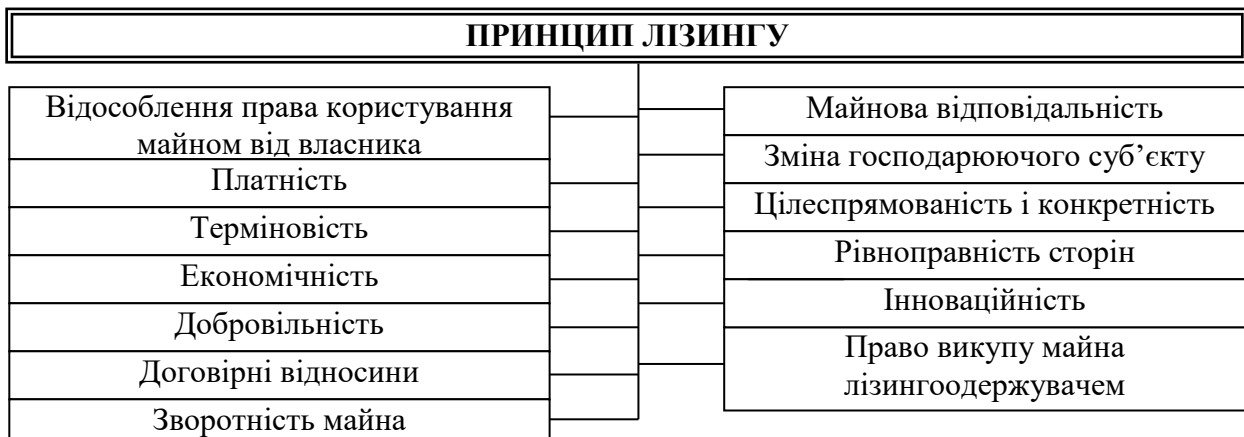 ПРИНЦИП ЛІЗИНГУ
Відособлення права користування
майном від власника
Платність
Терміновість
Економічність
Добровільність
Договірні відносини
Зворотність майна
Майнова відповідальність
Зміна господарюючого суб’єкту
Цілеспрямованість і конкретність
Рівноправність сторін
Інноваційність
Право викупу майна
лізингоодержувачем